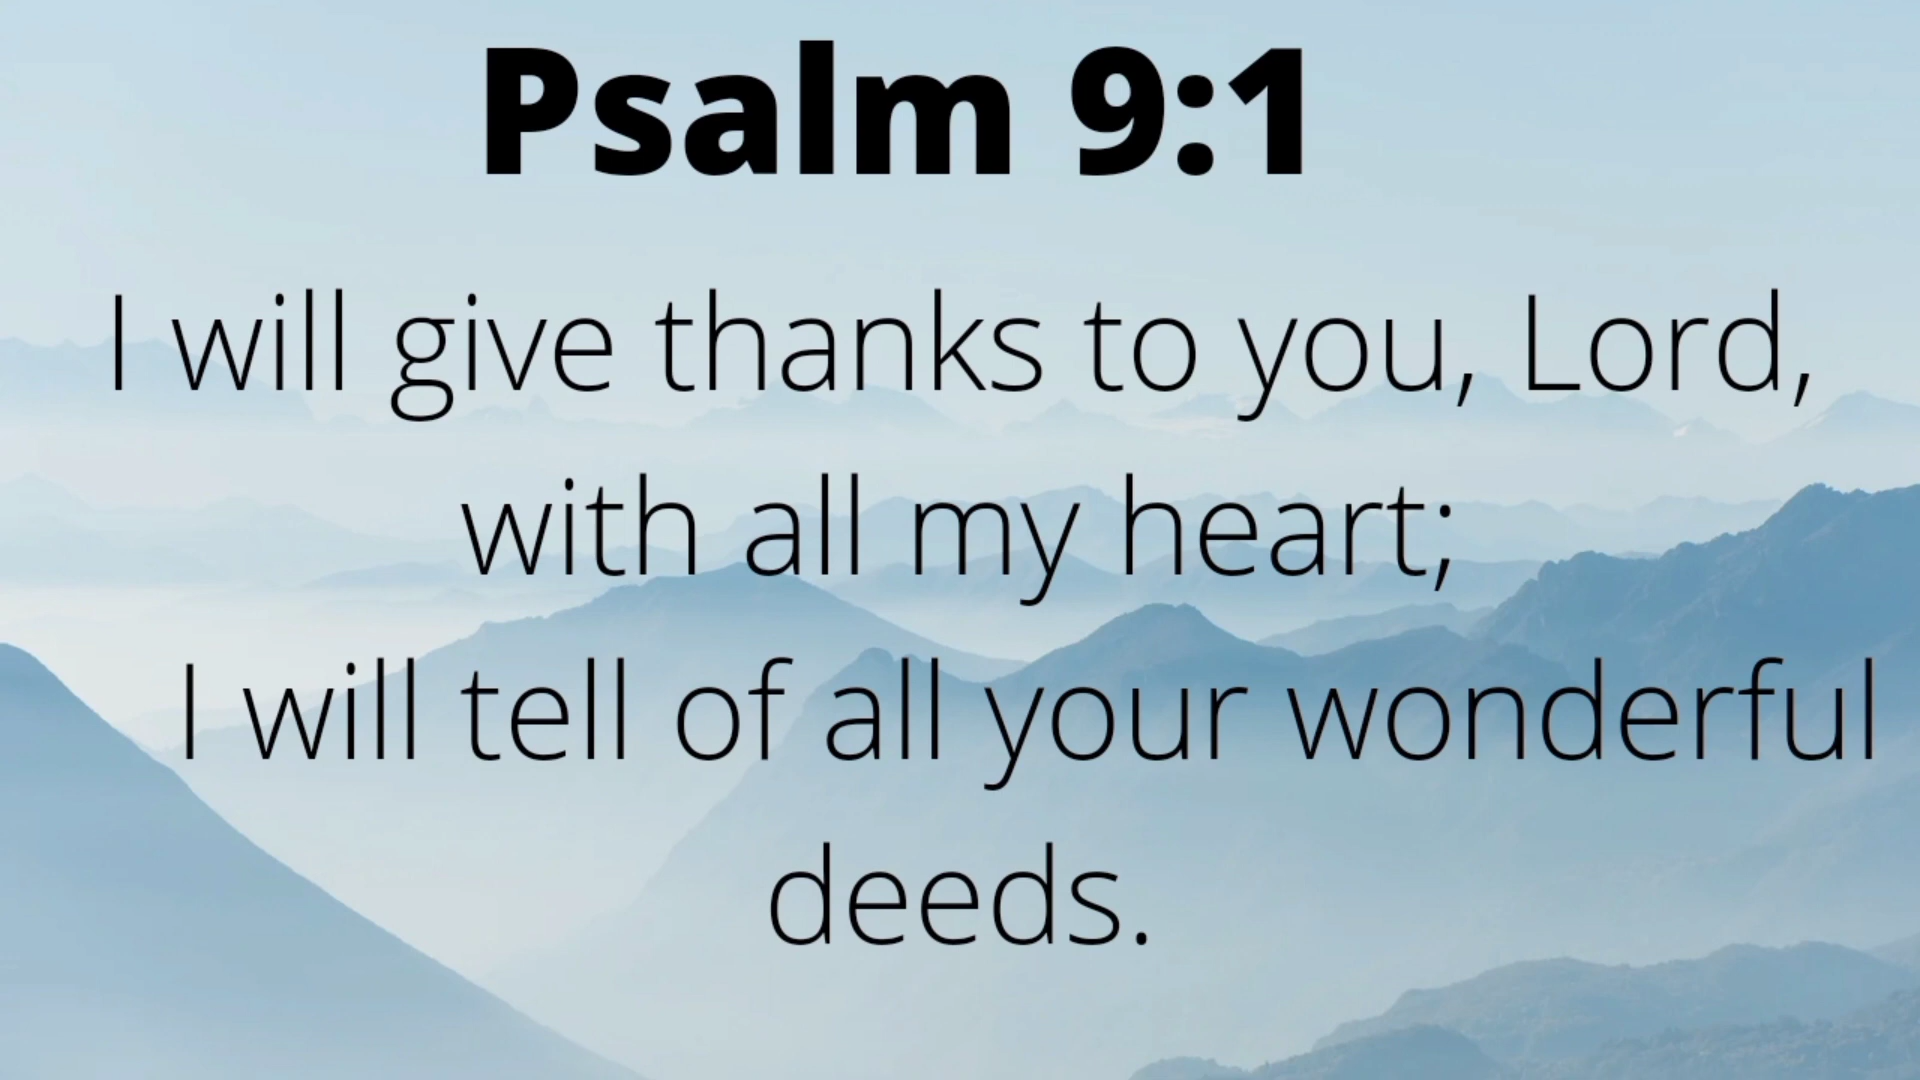 Psalm 9:1
I will give thanks to you, Lord,
with all my heart;
I will tell of all your wonderful
deeds.